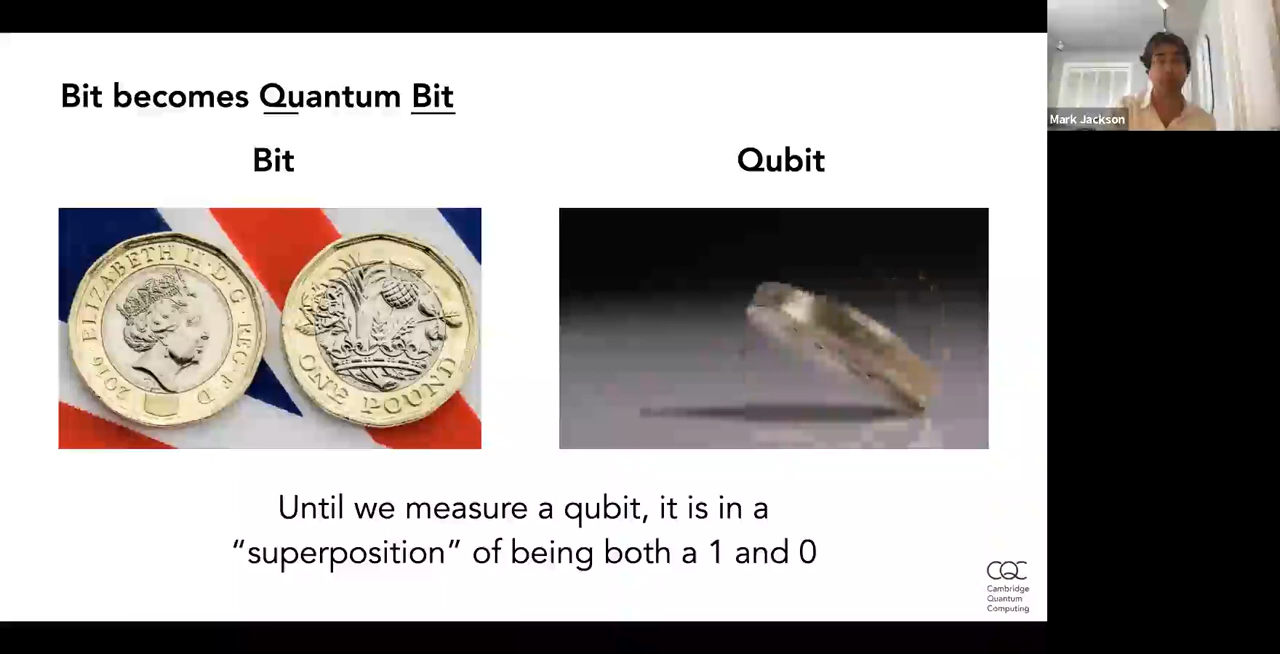 Bit becomes Quantum Bit
Mark Jackson
Bit
Qubit
ELIZABETH II · D · G · REG · F · D
2016
ONE POUND
Until we measure a qubit, it is in a
“superposition” of being both a 1 and 0
CQC
Cambridge
Quantum
Computing